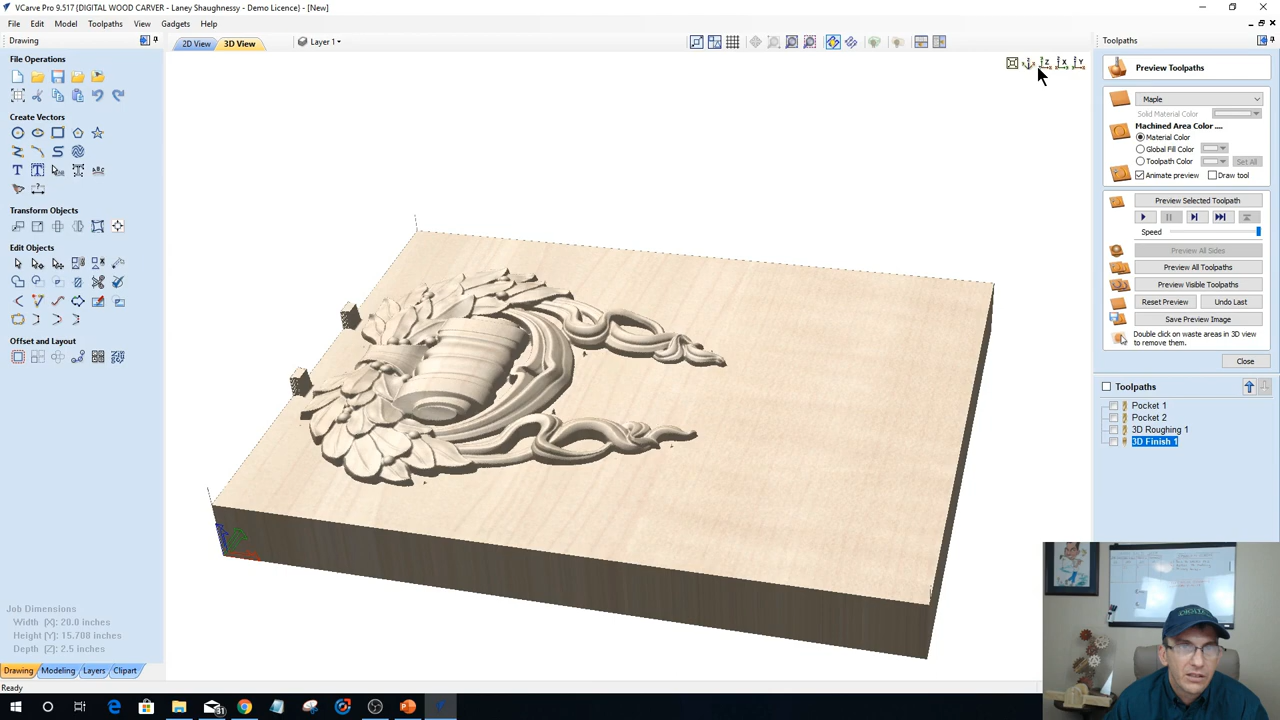 VCarve Pro 9.517 {DIGITAL WOOD CARVER - Laney Shaughnessy - Demo Licence} - [New]
File Edit Model Toolpaths View Gadgets Help
Drawing
2D View 3D View Layer 1
Toolpaths
File Operations
Create Vectors
Transform Objects
Edit Objects
Offset and Layout
Job Dimensions
Width (X): 20.0 inches
Height (Y): 15.708 inches
Depth (Z): 2.5 inches
Drawing Modeling Layers Clipart
Ready
Z X Y
Preview Toolpaths
Maple
Solid Material Color
Machined Area Color ....
Material Color
Global Fill Color
Toolpath Color Set All
Animate preview Draw tool
Preview Selected Toolpath
Speed
Preview All Sides
Preview All Toolpaths
Preview Visible Toolpaths
Reset Preview Undo Last
Save Preview Image
Double click on waste areas in 3D view
to remove them.
Close
Toolpaths
Pocket 1
Pocket 2
3D Roughing 1
3D Finish 1
31